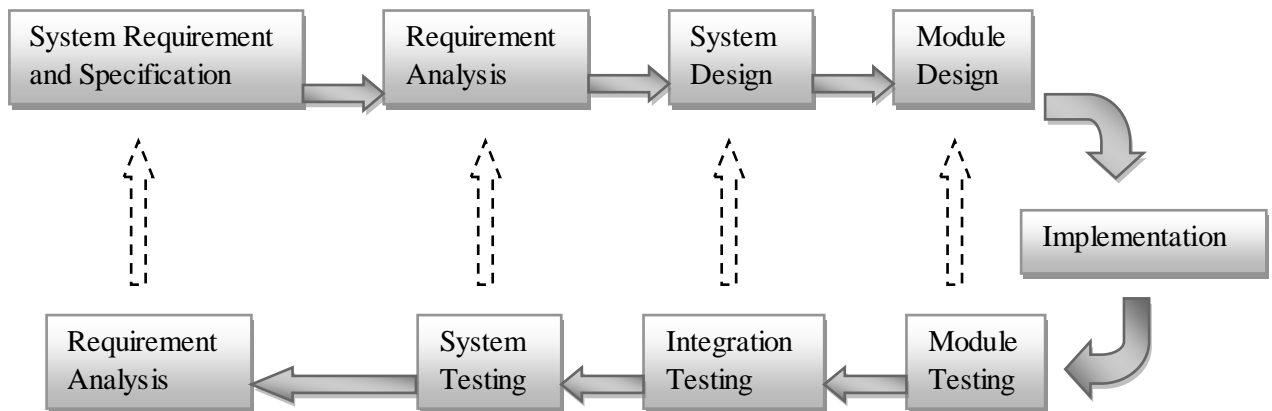 System Requirement
and Specification
Requirement
Analysis
System
Design
Module
Design
Implementation
Requirement
Analysis
System
Testing
Integration
Testing
Module
Testing